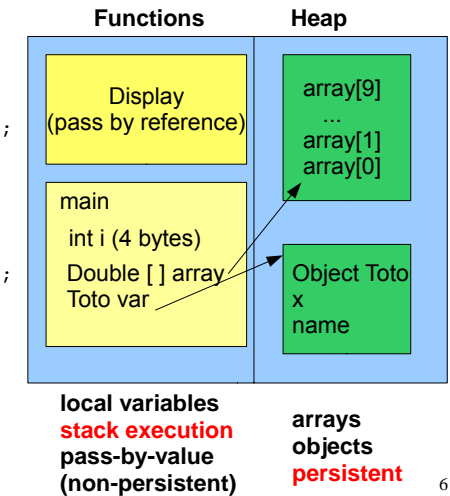 Functions
Heap
;
Display
(pass by reference)
array[9]
...
array[1]
array[0]
main
int i (4 bytes)
;
Double [ ] array
Toto var
Object Toto
x
name
local variables
stack execution
pass-by-value
(non-persistent)
arrays
objects
persistent
6